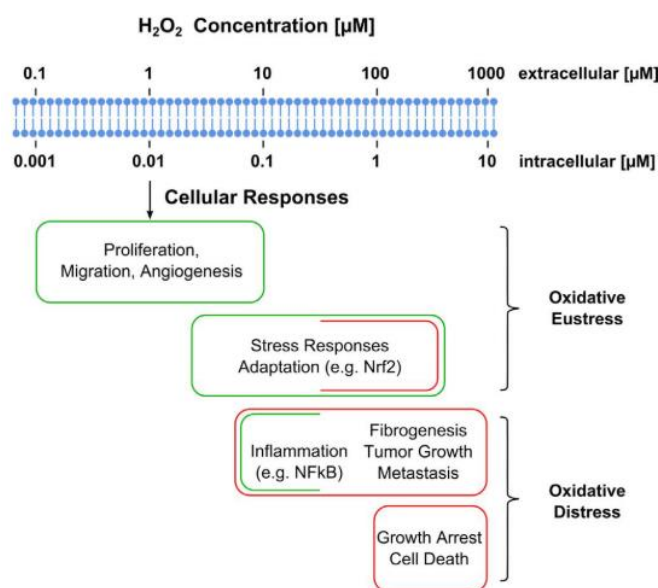 H₂O₂ Concentration [µM]
0.1 1 10 100 1000 extracellular [µM]
0.001 0.01 0.1 1 10 intracellular [µM]
Cellular Responses
Proliferation,
Migration, Angiogenesis
Stress Responses
Adaptation (e.g. Nrf2)
Oxidative
Eustress
Inflammation
(e.g. NFkB)
Fibrogenesis
Tumor Growth
Metastasis
Growth Arrest
Cell Death
Oxidative
Distress